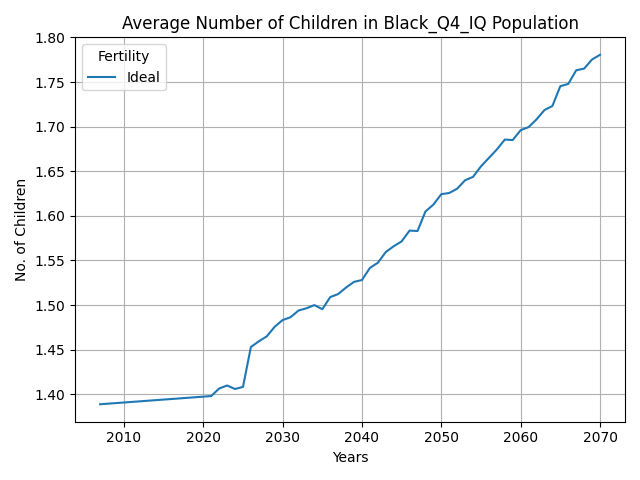 Average Number of Children in Black_Q4_IQ Population
Fertility
Ideal
No. of Children
1.80
1.75
1.70
1.65
1.60
1.55
1.50
1.45
1.40
2010 2020 2030 2040 2050 2060 2070
Years